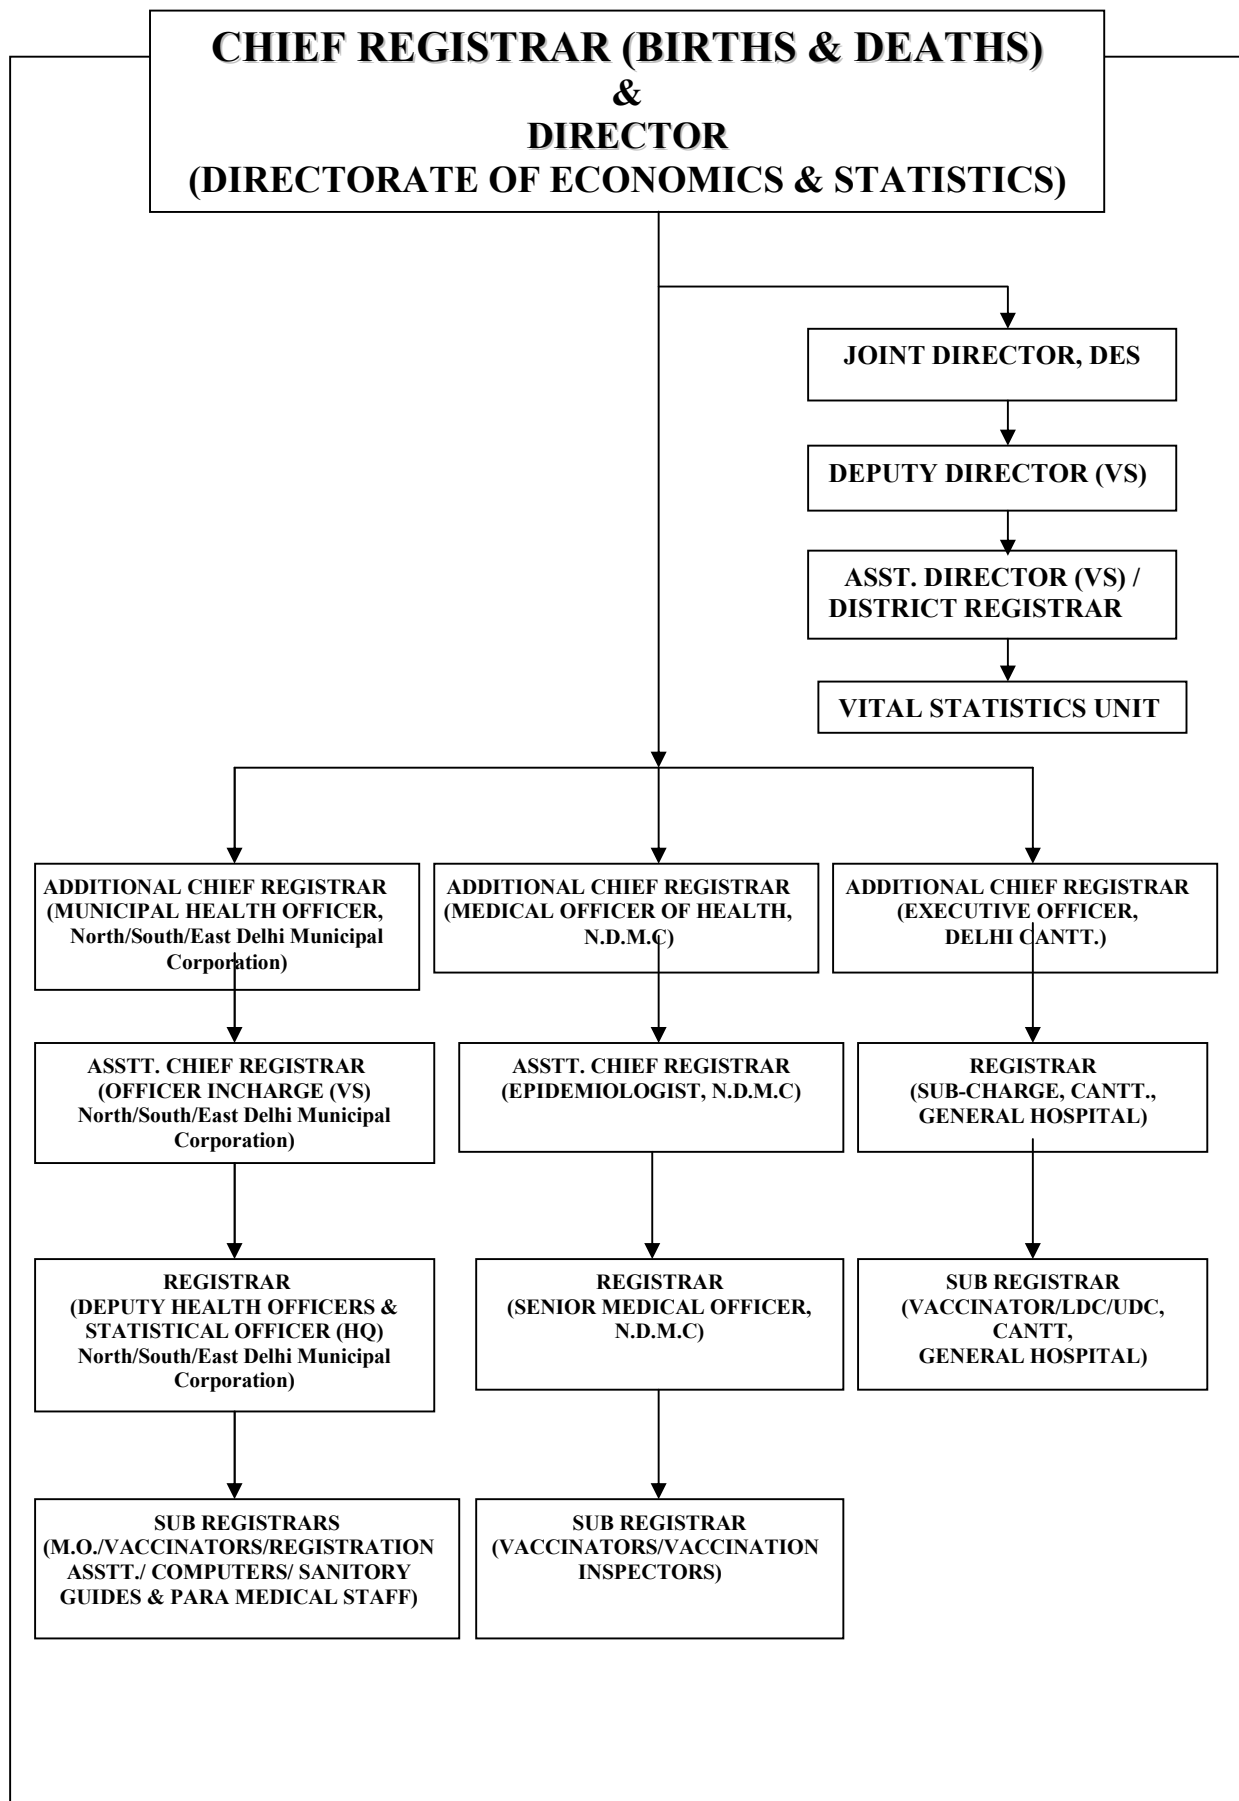 CHIEF REGISTRAR (BIRTHS & DEATHS)
&
DIRECTOR
(DIRECTORATE OF ECONOMICS & STATISTICS)
JOINT DIRECTOR, DES
DEPUTY DIRECTOR (VS)
ASST. DIRECTOR (VS) /
DISTRICT REGISTRAR
VITAL STATISTICS UNIT
ADDITIONAL CHIEF REGISTRAR
(MUNICIPAL HEALTH OFFICER,
North/South/East Delhi Municipal
Corporation)
ADDITIONAL CHIEF REGISTRAR
(MEDICAL OFFICER OF HEALTH,
N.D.M.C)
ADDITIONAL CHIEF REGISTRAR
(EXECUTIVE OFFICER,
DELHI CANTT.)
ASSTT. CHIEF REGISTRAR
(OFFICER INCHARGE (VS)
North/South/East Delhi Municipal
Corporation)
ASSTT. CHIEF REGISTRAR
(EPIDEMIOLOGIST, N.D.M.C)
REGISTRAR
(SUB-CHARGE, CANTT.,
GENERAL HOSPITAL)
REGISTRAR
(DEPUTY HEALTH OFFICERS &
STATISTICAL OFFICER (HQ)
North/South/East Delhi Municipal
Corporation)
REGISTRAR
(SENIOR MEDICAL OFFICER,
N.D.M.C)
SUB REGISTRAR
(VACCINATOR/LDC/UDC,
CANTT,
GENERAL HOSPITAL)
SUB REGISTRARS
(M.O./VACCINATORS/REGISTRATION
ASSTT./ COMPUTERS/ SANITORY
GUIDES & PARA MEDICAL STAFF)
SUB REGISTRAR
(VACCINATORS/VACCINATION
INSPECTORS)